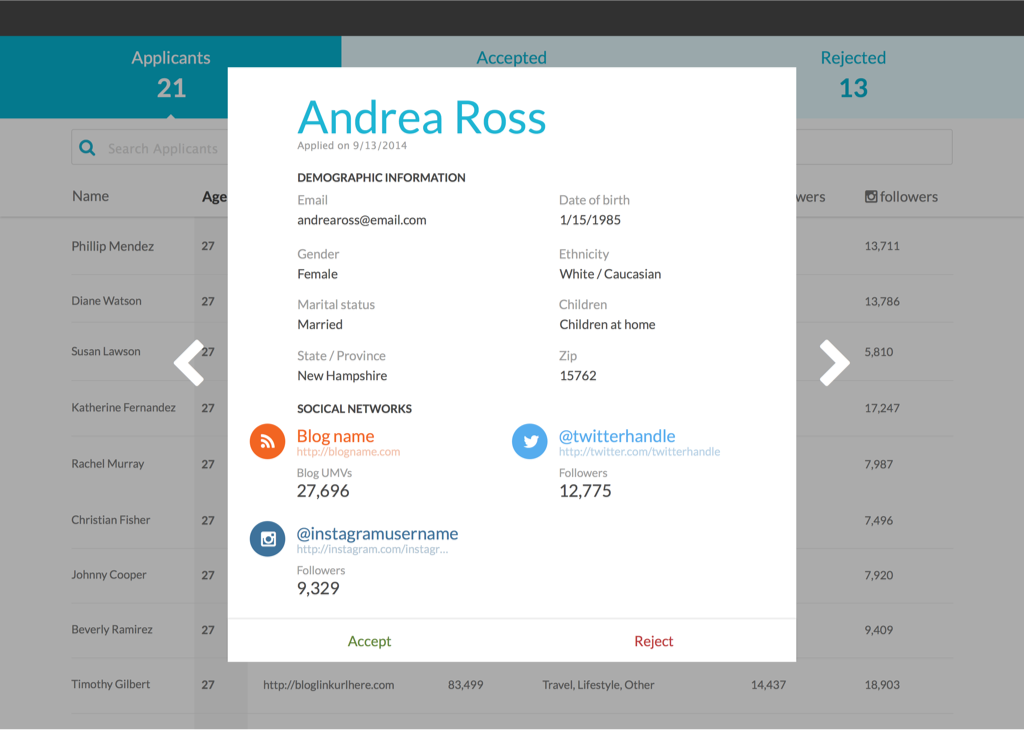 Applicants
21
Accepted
Rejected
13
Search Applicants
Name
Age
wers
followers
Phillip Mendez 27 13,711
Diane Watson 27 13,786
Susan Lawson 27 5,810
Katherine Fernandez 27 17,247
Rachel Murray 27 7,987
Christian Fisher 27 7,496
Johnny Cooper 27 7,920
Beverly Ramirez 27 9,409
Timothy Gilbert 27 http://bloglinkurlhere.com 83,499 Travel, Lifestyle, Other 14,437 18,903
Andrea Ross
Applied on 9/13/2014
DEMOGRAPHIC INFORMATION
Email
andreaross@email.com
Date of birth
1/15/1985
Gender
Female
Ethnicity
White / Caucasian
Marital status
Married
Children
Children at home
State / Province
New Hampshire
Zip
15762
SOCICAL NETWORKS
Blog name
http://blogname.com
Blog UMVs
27,696
@twitterhandle
http://twitter.com/twitterhandle
Followers
12,775
@instagramusername
http://instagram.com/instagr...
Followers
9,329
Accept
Reject